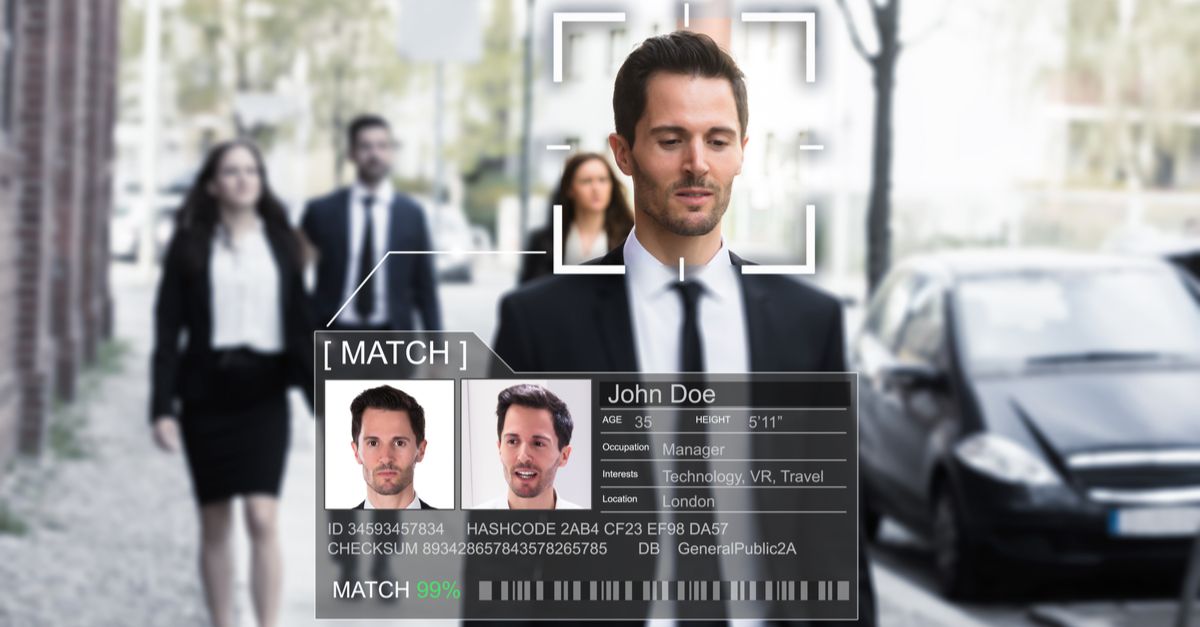 [ MATCH ]
John Doe
AGE 35 HEIGHT 5'11"
Occupation Manager
Interests Technology, VR, Travel
Location London
ID 34593457834 HASHCODE 2AB4 CF23 EF98 DA57
CHECKSUM 893428657843578265785 DB GeneralPublic2A
MATCH 99%